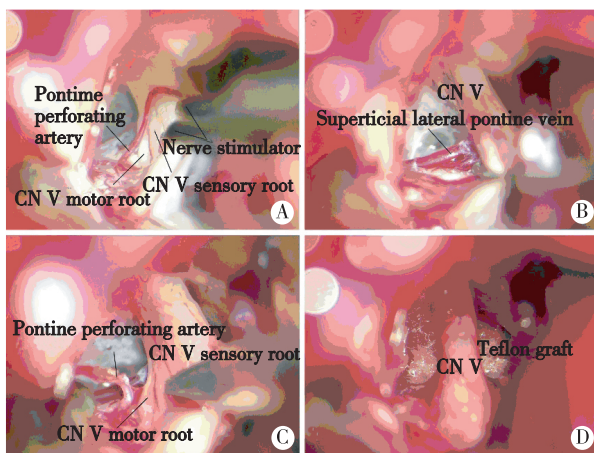 Pontime
perforating
artery
Nerve stimulator
CN V sensory root
CN V motor root
A
CN V
Superticial lateral pontine vein
B
Pontine perforating artery
CN V sensory root
CN V motor root
C
Teflon graft
CN V
D